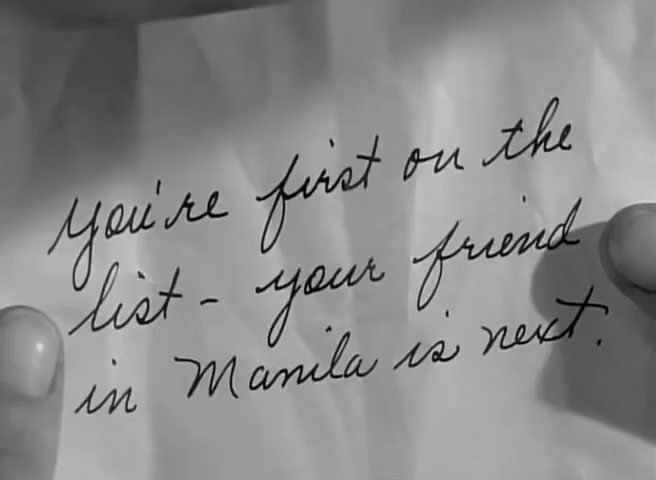 You're first on the
list - your friend
in Manila is next.